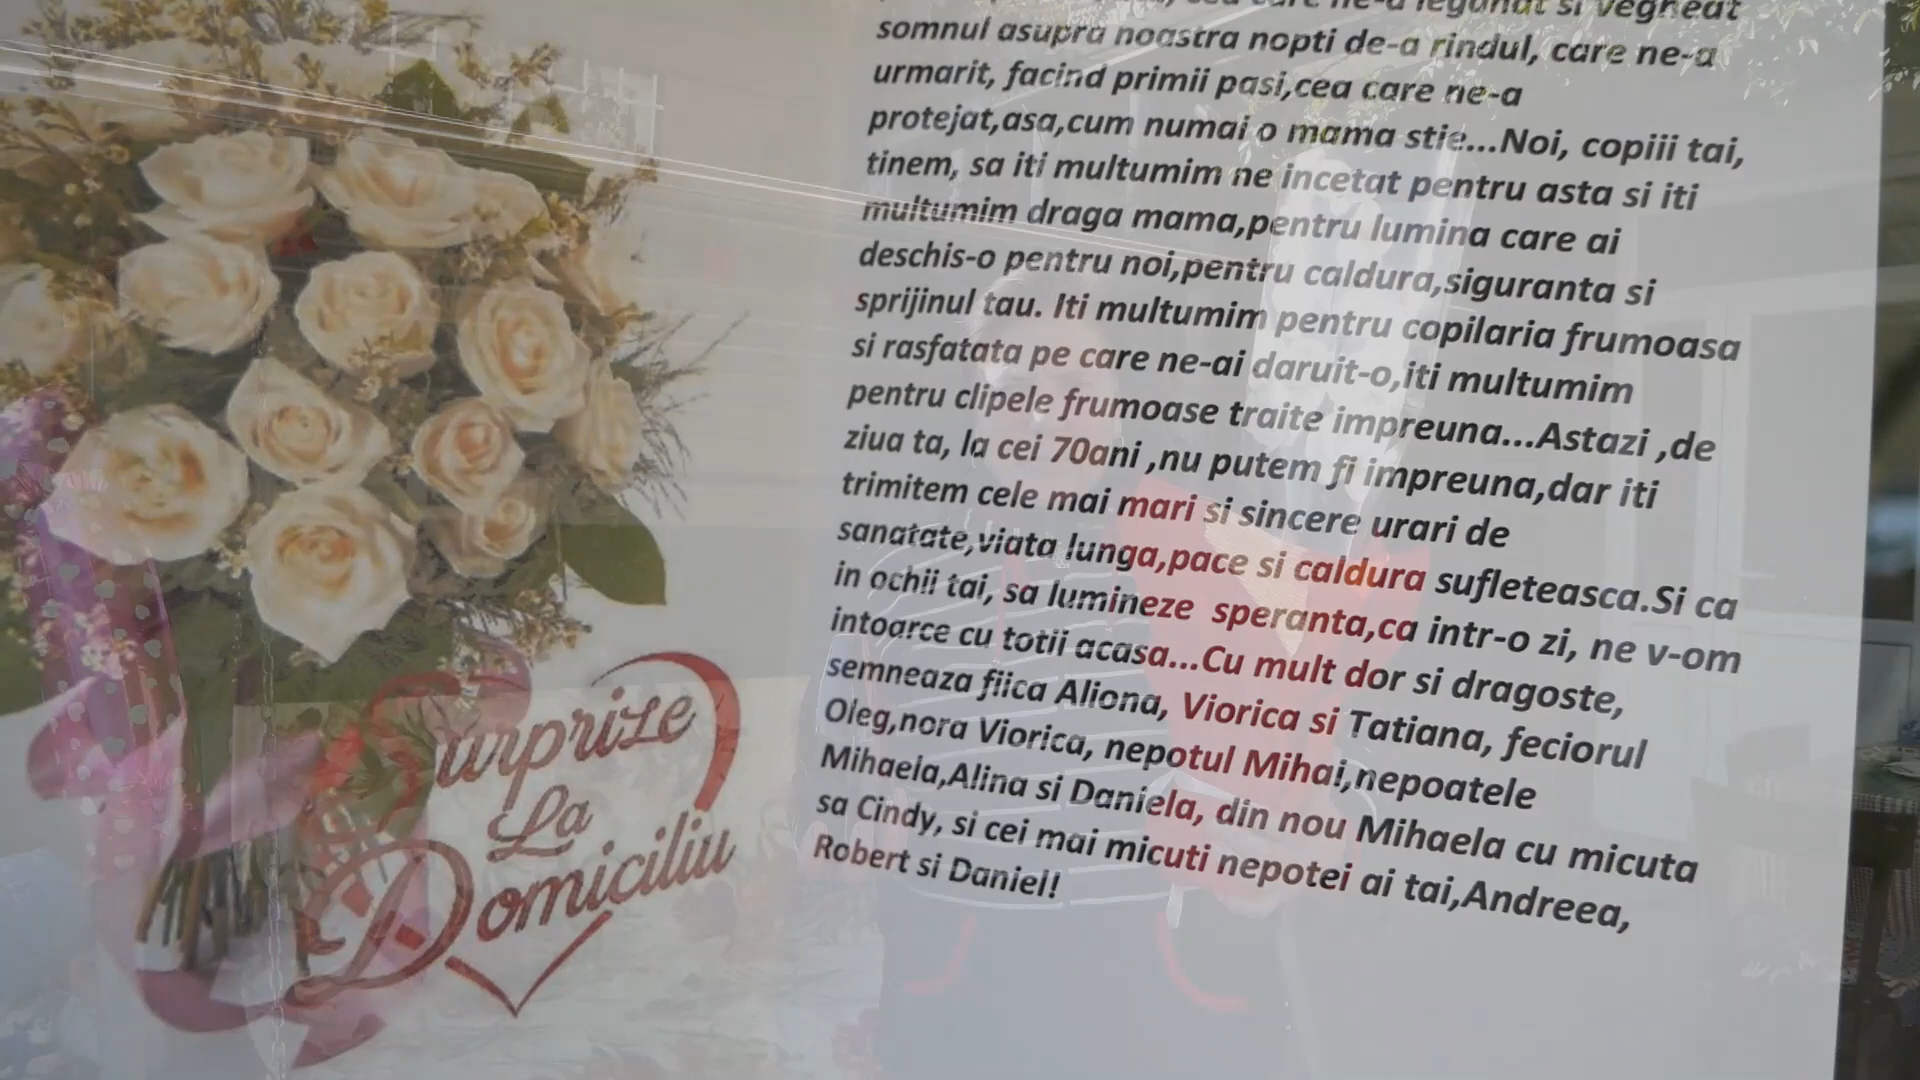 ne-a leganat si vegheat
somnul asupra noastra nopti de-a rindul, care ne-a
urmarit, facind primii pasi,cea care ne-a
protejat,asa,cum numai o mama stie...Noi, copiii tai,
tinem, sa iti multumim ne incetat pentru asta si iti
multumim draga mama,pentru lumina care ai
deschis-o pentru noi,pentru caldura,siguranta si
sprijinul tau. Iti multumim pentru copilaria frumoasa
si rasfatata pe care ne-ai daruit-o,iti multumim
pentru clipele frumoase traite impreuna...Astazi ,de
ziua ta, la cei 70ani ,nu putem fi impreuna,dar iti
trimitem cele mai mari si sincere urari de
sanatate,viata lunga,pace si caldura sufleteasca.Si ca
in ochii tai, sa lumineze speranta,ca intr-o zi, ne v-om
intoarce cu totii acasa...Cu mult dor si dragoste,
semneaza fiica Aliona, Viorica si Tatiana, feciorul
Oleg,nora Viorica, nepotul Mihai,nepoatele
Mihaela,Alina si Daniela, din nou Mihaela cu micuta
sa Cindy, si cei mai micuti nepotei ai tai,Andreea,
Robert si Daniel!
Surprize
La
Domiciliu